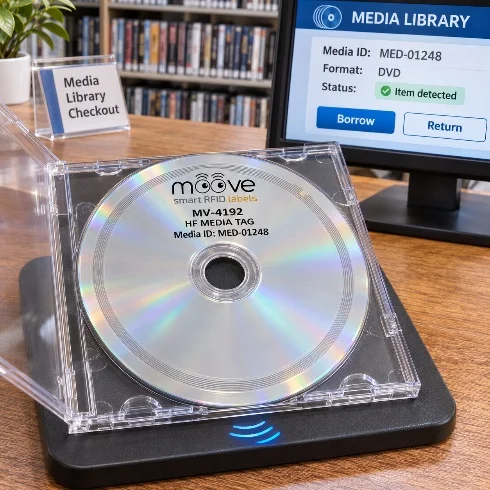 Media
Library
Checkout
MEDIA LIBRARY
Media ID: MED-01248
Format: DVD
Status: Item detected
Borrow
Return
moove
smart RFID labels
MV-4192
HF MEDIA TAG
Media ID: MED-01248